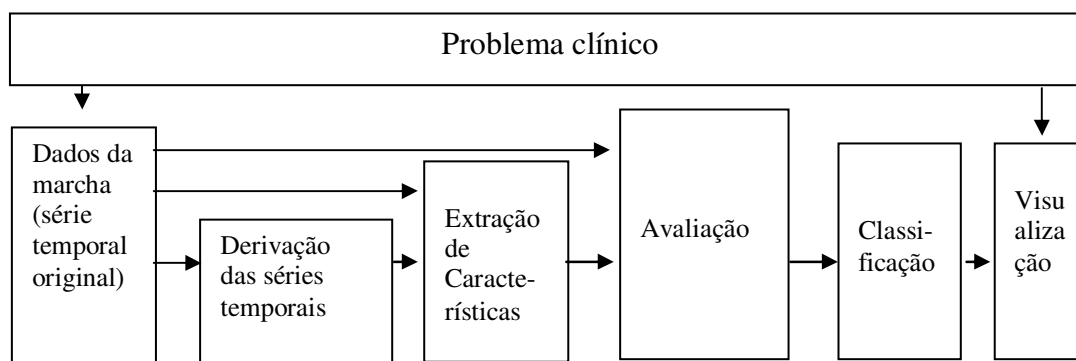 Problema clínico
Dados da
marcha
(série
temporal
original)
Derivação
das séries
temporais
Extração
de
Caracte-
rísticas
Avaliação
Classi-
ficação
Visu
aliza
ção